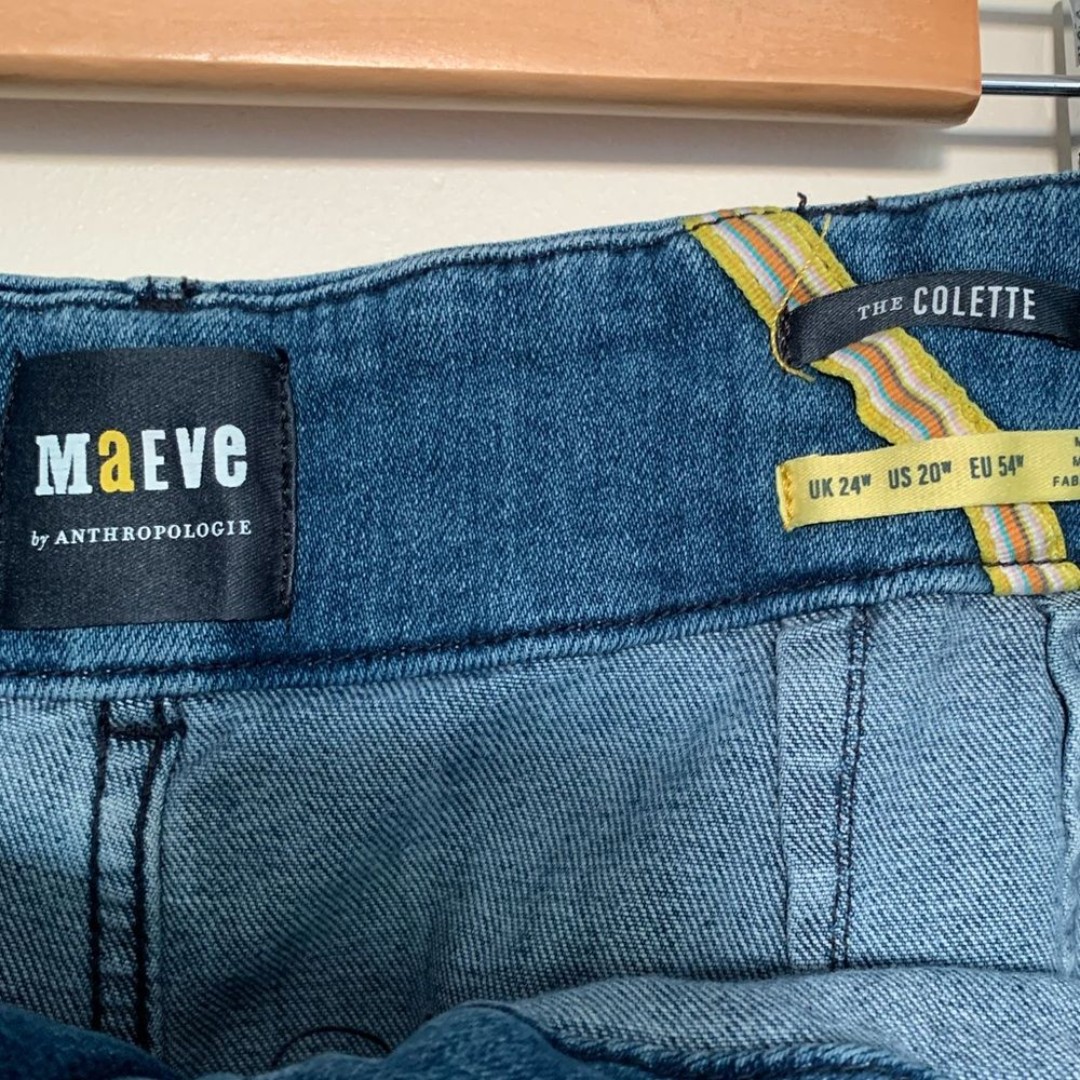 MaEVe
by ANTHROPOLOGIE
THE COLETTE
UK 24W US 20W EU 54W